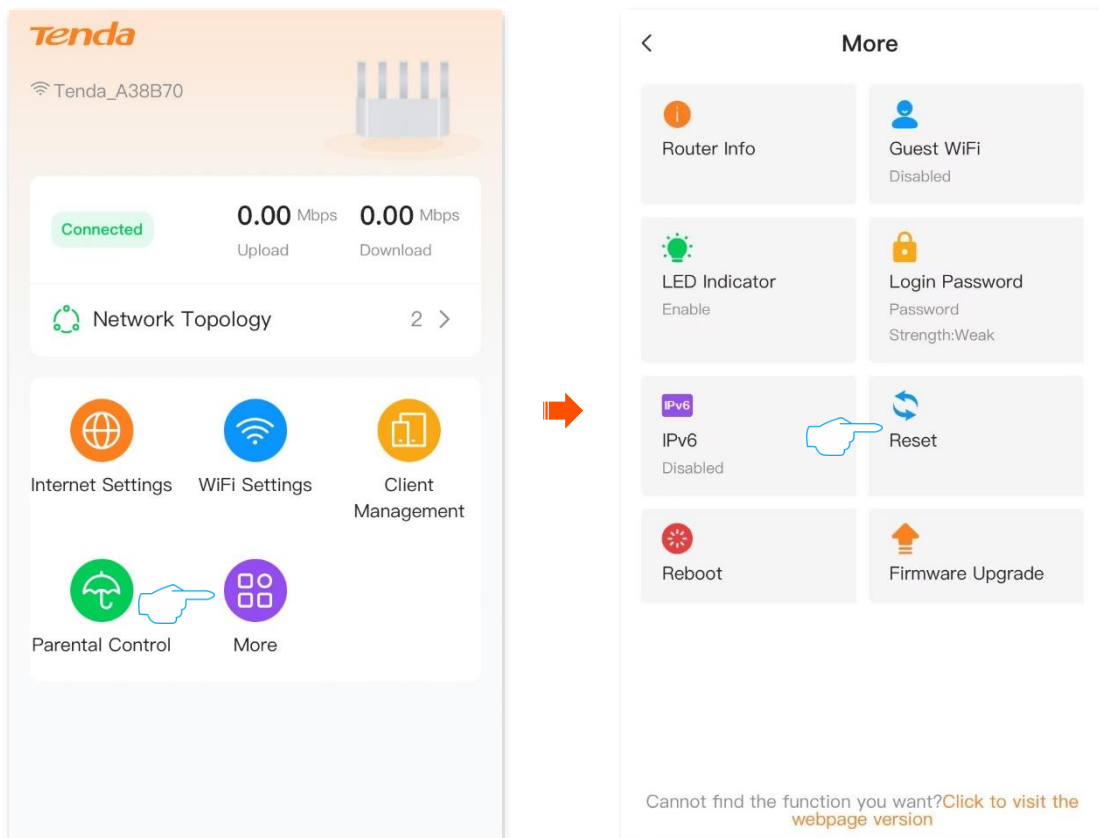 Tenda
Tenda_A38B70
Connected
0.00 Mbps
Upload
0.00 Mbps
Download
Network Topology
2
Internet Settings
WiFi Settings
Client
Management
Parental Control
More
More
Router Info
Guest WiFi
Disabled
LED Indicator
Enable
Login Password
Password
Strength:Weak
IPv6
IPv6
Disabled
Reset
Reboot
Firmware Upgrade
Cannot find the function you want?Click to visit the
webpage version